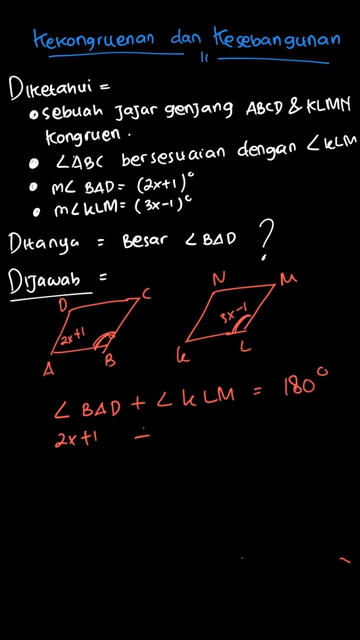 Kekongruenan dan Kesebangunan
Diketahui =
• sebuah jajar genjang ABCD & KLMN
kongruen.
• ∠ABC bersesuaian dengan ∠KLM
• m∠BAD = (2x+1)°
• m∠KLM = (3x-1)°
Ditanya = Besar ∠BAD ?
Dijawab =
D C N M
2x+1 3x-1
A B K L
∠BAD + ∠KLM = 180°
2x+1